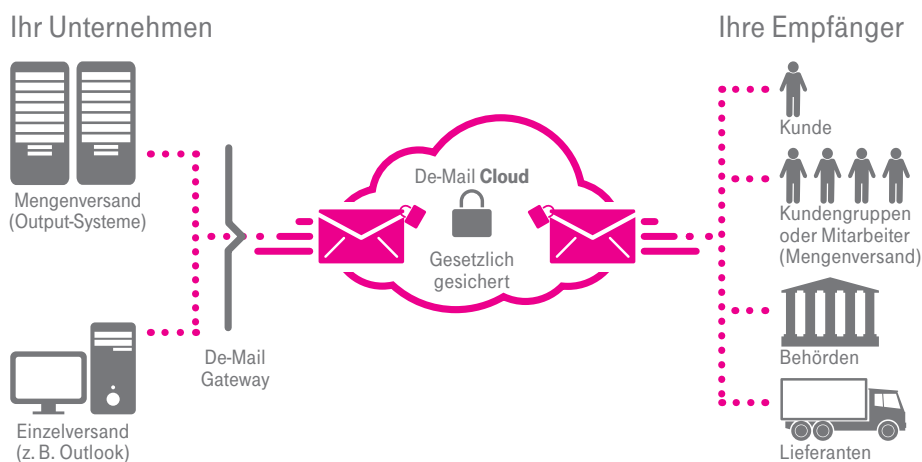 Ihr Unternehmen
Mengenversand
(Output-Systeme)
Einzelversand
(z. B. Outlook)
De-Mail
Gateway
De-Mail Cloud
Gesetzlich
gesichert
Ihre Empfänger
Kunde
Kundengruppen
oder Mitarbeiter
(Mengenversand)
Behörden
Lieferanten